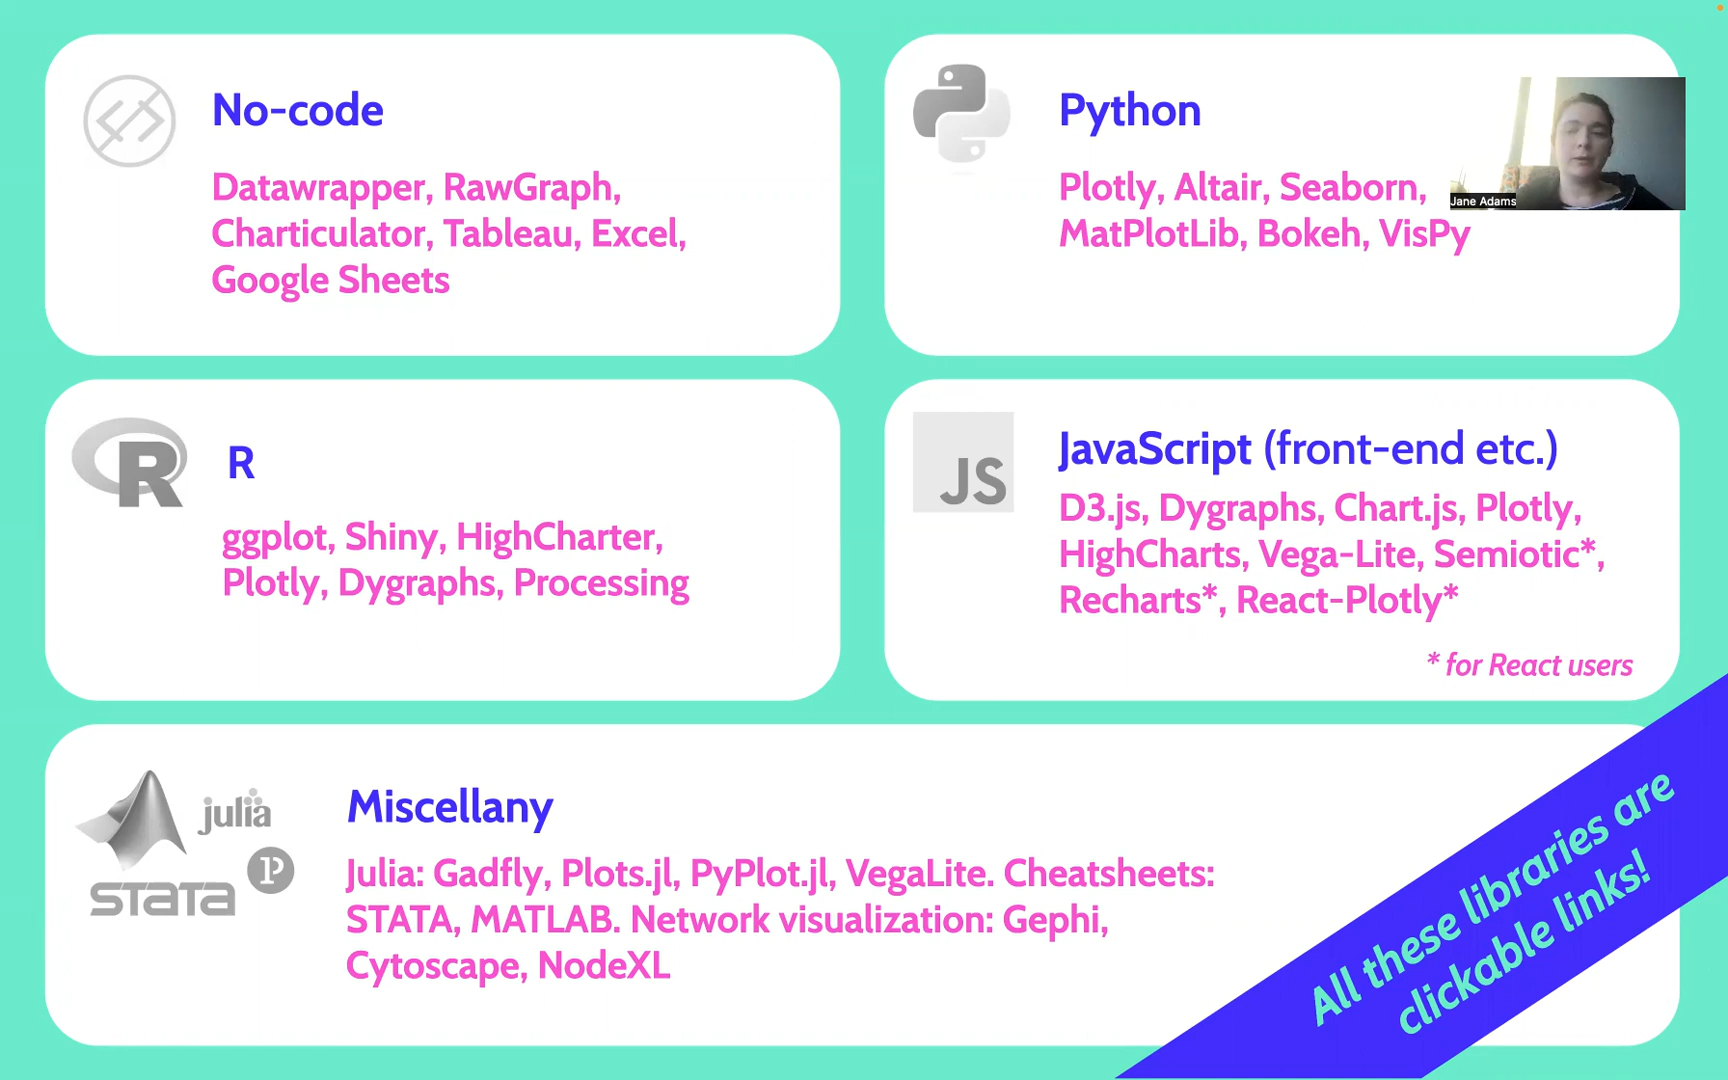 No-code
Datawrapper, RawGraph,
Charticulator, Tableau, Excel,
Google Sheets
Python
Plotly, Altair, Seaborn,
MatPlotLib, Bokeh, VisPy
Jane Adams
R
R
ggplot, Shiny, HighCharter,
Plotly, Dygraphs, Processing
JS
JavaScript (front-end etc.)
D3.js, Dygraphs, Chart.js, Plotly,
HighCharts, Vega-Lite, Semiotic*,
Recharts*, React-Plotly*
* for React users
julia
P
STATA
Miscellany
Julia: Gadfly, Plots.jl, PyPlot.jl, VegaLite. Cheatsheets:
STATA, MATLAB. Network visualization: Gephi,
Cytoscape, NodeXL
All these libraries are
clickable links!